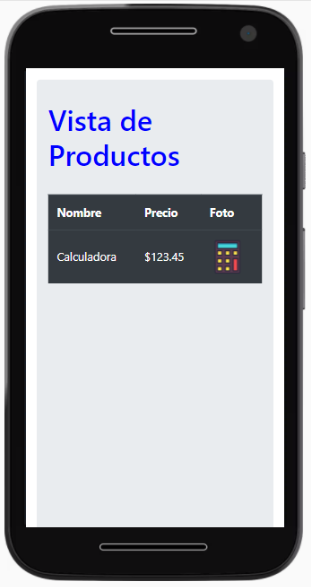 Vista de
Productos
Nombre Precio Foto
Calculadora $123.45